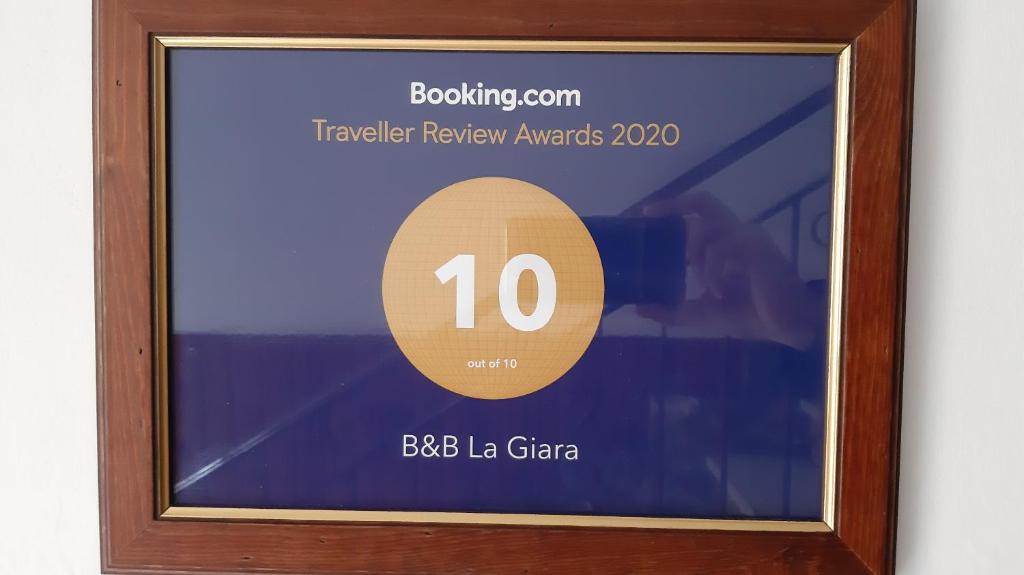 Booking.com
Traveller Review Awards 2020
10
out of 10
B&B La Giara